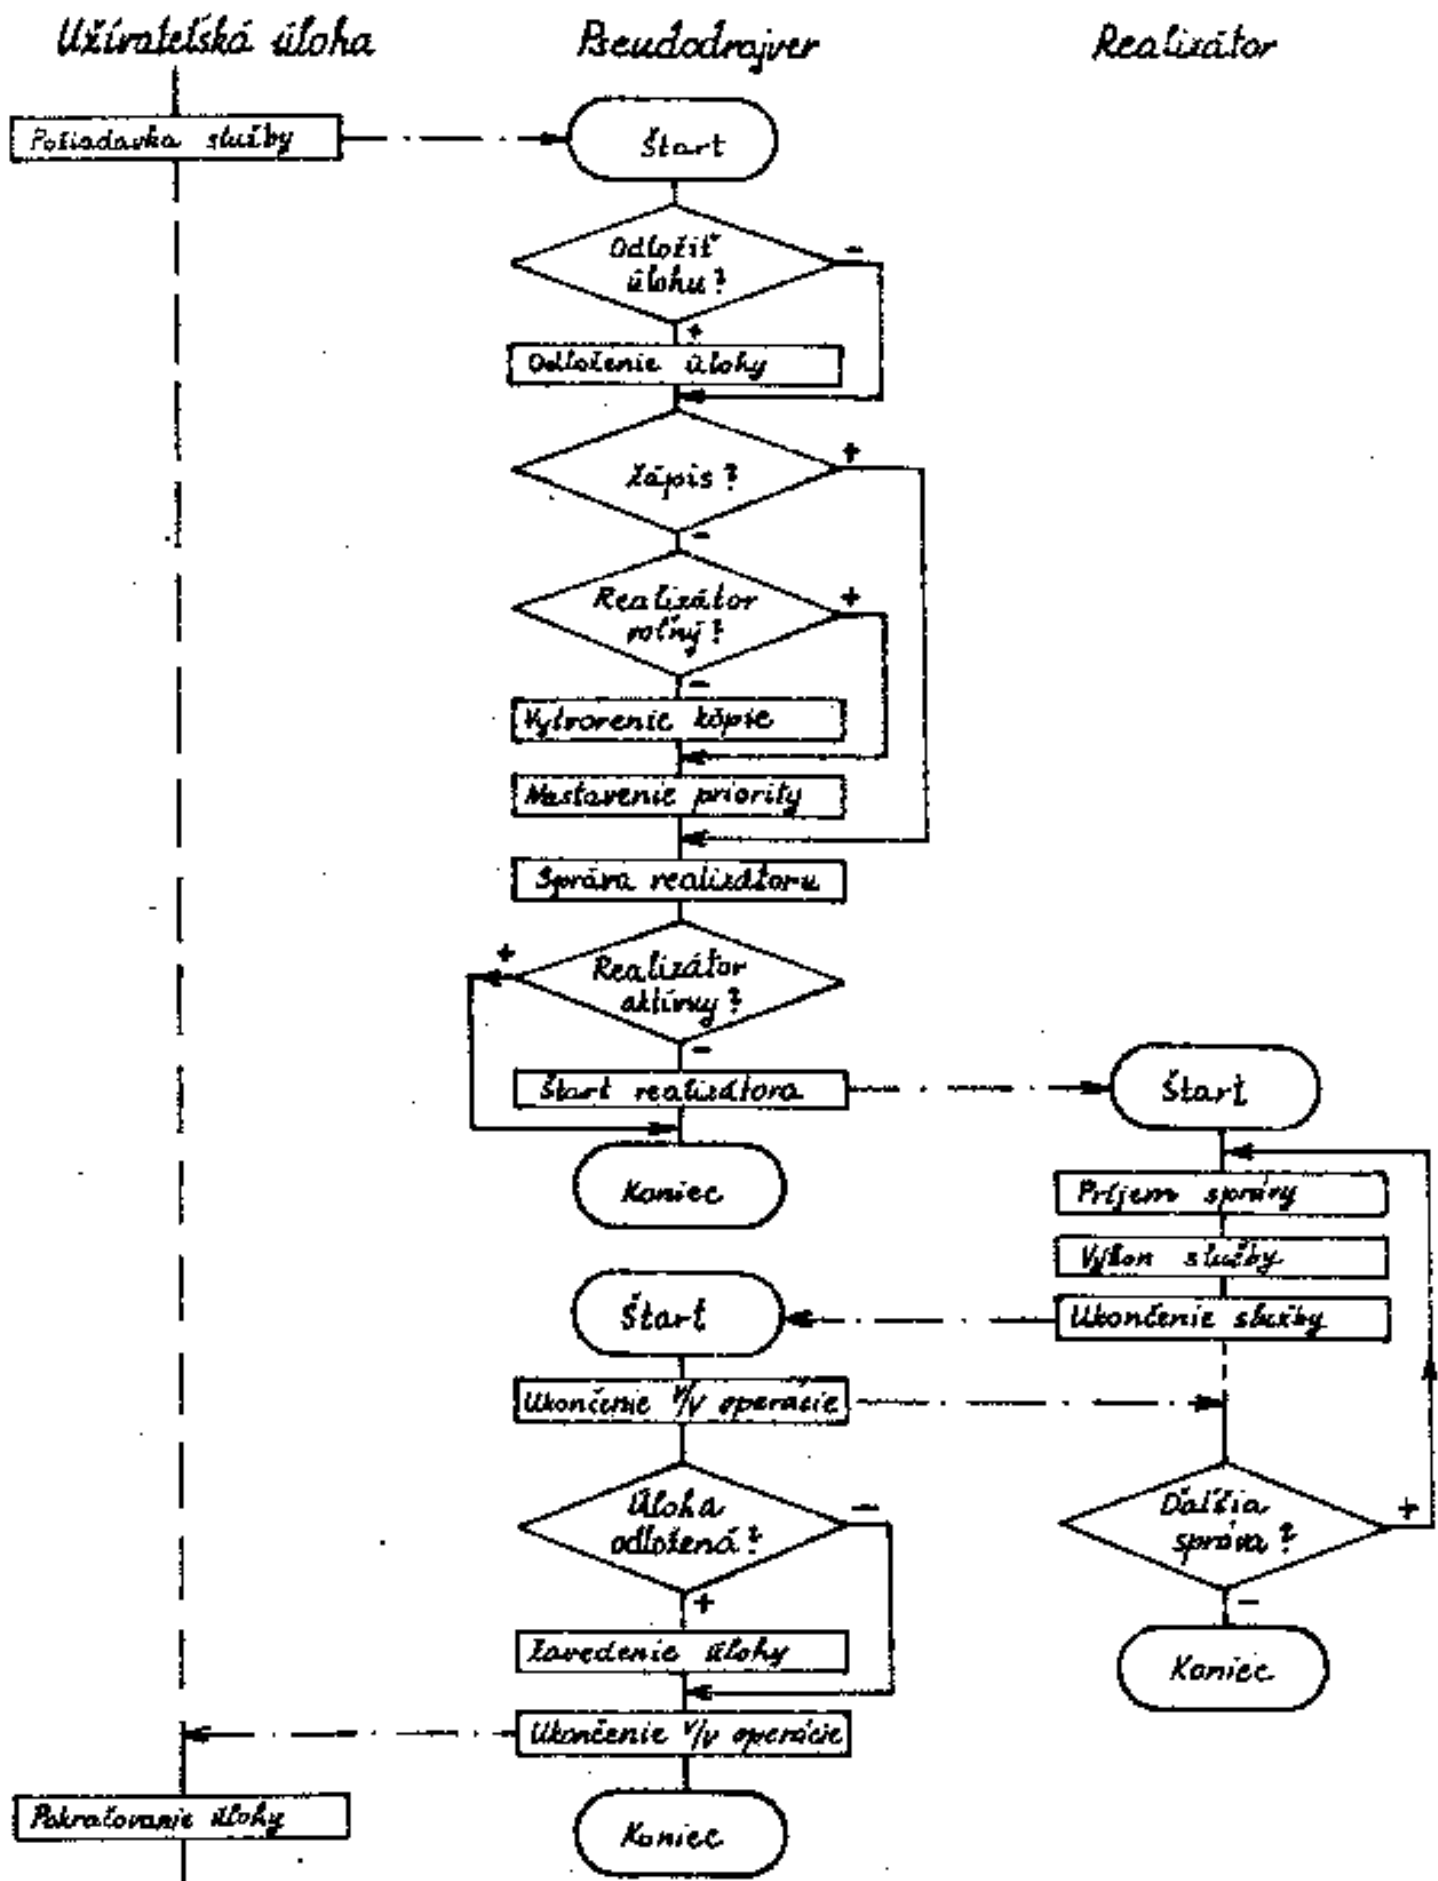 Užívateľská úloha
Pseudodrajver
Realizátor
Požiadavka služby
Štart
Odložiť
úlohu?
-
+
Odloženie úlohy
Zápis?
+
-
Realizátor
voľný?
+
-
Vytvorenie kópie
Nastavenie priority
Správa realizátoru
+
Realizátor
aktívny?
-
Štart realizátora
Štart
Koniec
Príjem správy
Výkon služby
Štart
Ukončenie služby
Ukončenie V/V operácie
Úloha
odložená?
-
+
Ďalšia
správa?
+
-
Zavedenie úlohy
Koniec
Ukončenie V/V operácie
Pokračovanie úlohy
Koniec